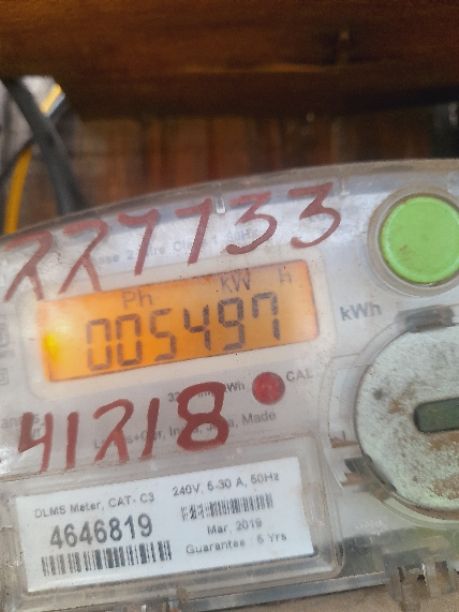 227733
Ph KW h
005497
kWh
CAL
41218
DLMS Meter, CAT- C3 240V, 5-30 A, 50Hz
4646819
Mar, 2019
Guarantee : 5 Yrs